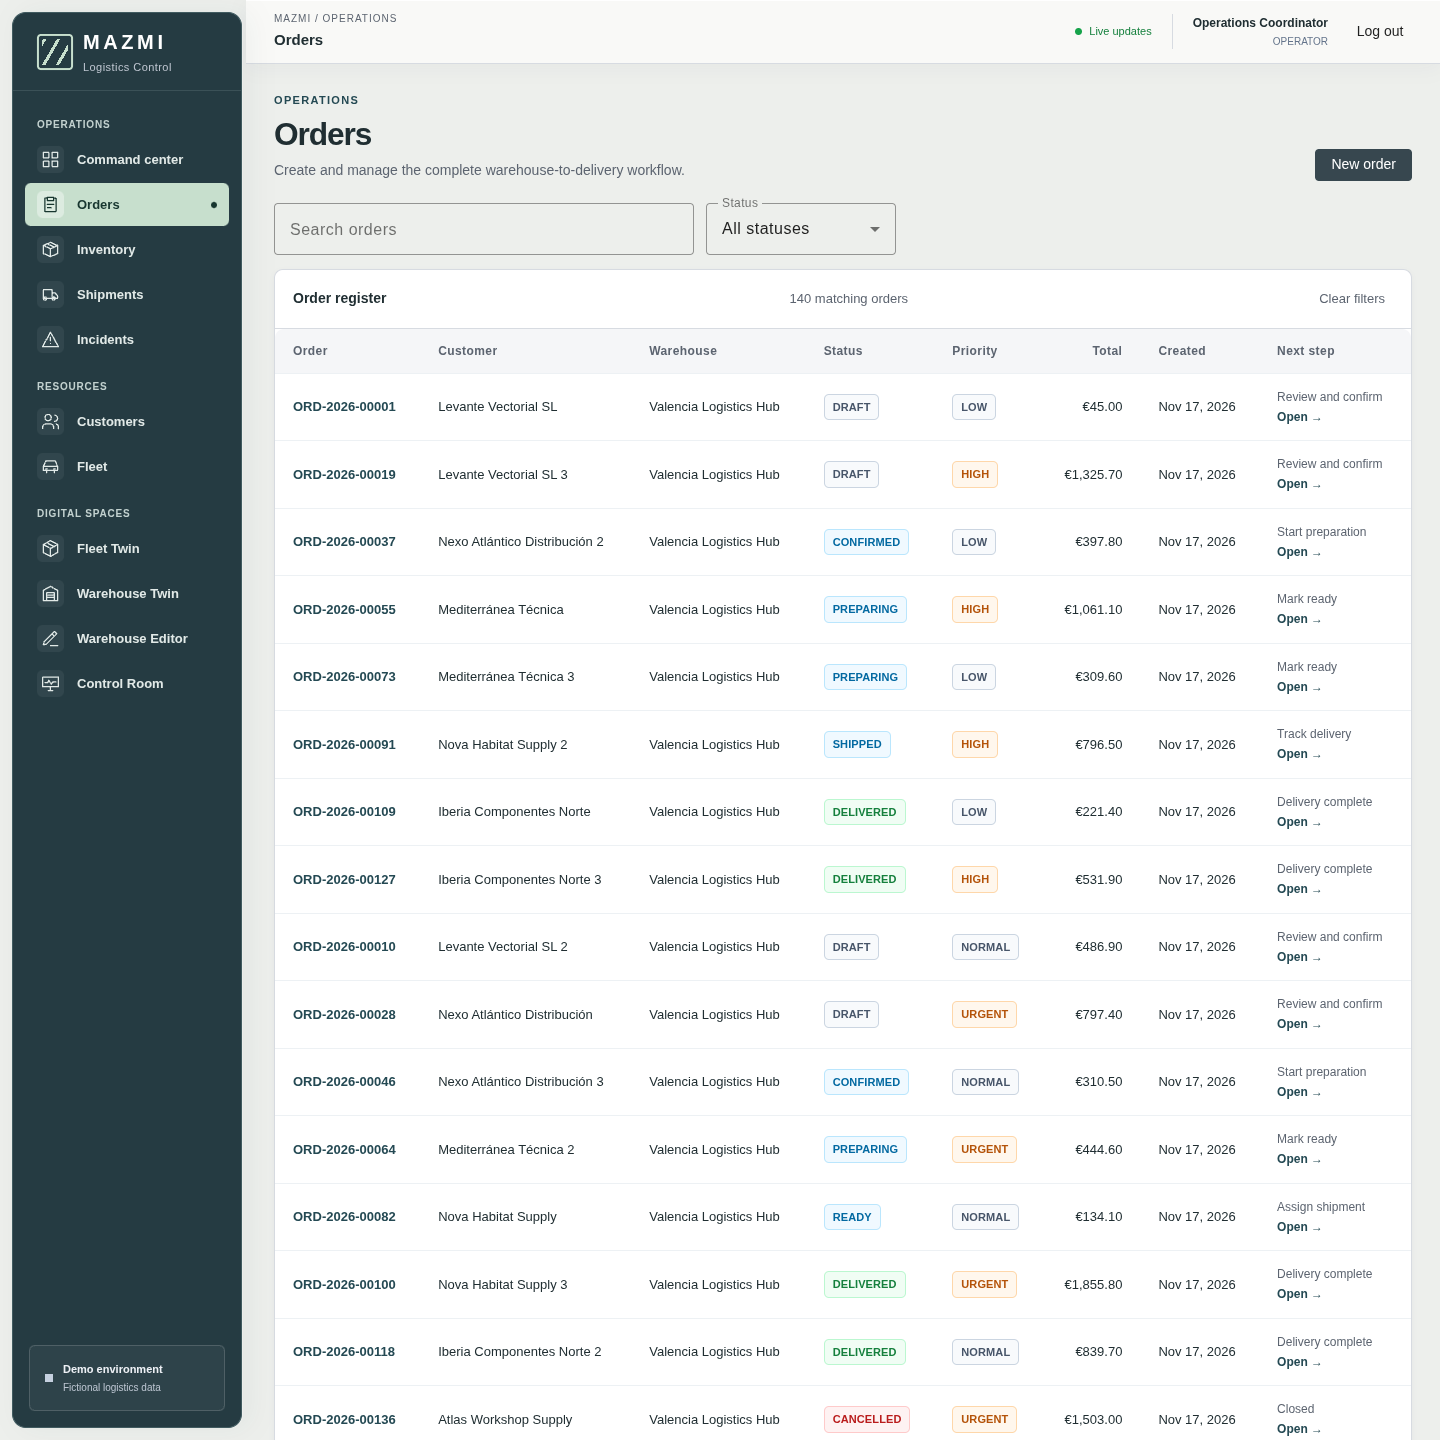 MAZMI
Logistics Control
OPERATIONS
Command center
Orders
Inventory
Shipments
Incidents
RESOURCES
Customers
Fleet
DIGITAL SPACES
Fleet Twin
Warehouse Twin
Warehouse Editor
Control Room
Demo environment
Fictional logistics data
MAZMI / OPERATIONS
Orders
Live updates
Operations Coordinator
OPERATOR
Log out
OPERATIONS
Orders
Create and manage the complete warehouse-to-delivery workflow.
New order
Search orders
Status
All statuses
Order register 140 matching orders Clear filters
Order Customer Warehouse Status Priority Total Created Next step
ORD-2026-00001 Levante Vectorial SL Valencia Logistics Hub DRAFT LOW €45.00 Nov 17, 2026 Review and confirm
Open →
ORD-2026-00019 Levante Vectorial SL 3 Valencia Logistics Hub DRAFT HIGH €1,325.70 Nov 17, 2026 Review and confirm
Open →
ORD-2026-00037 Nexo Atlántico Distribución 2 Valencia Logistics Hub CONFIRMED LOW €397.80 Nov 17, 2026 Start preparation
Open →
ORD-2026-00055 Mediterránea Técnica Valencia Logistics Hub PREPARING HIGH €1,061.10 Nov 17, 2026 Mark ready
Open →
ORD-2026-00073 Mediterránea Técnica 3 Valencia Logistics Hub PREPARING LOW €309.60 Nov 17, 2026 Mark ready
Open →
ORD-2026-00091 Nova Habitat Supply 2 Valencia Logistics Hub SHIPPED HIGH €796.50 Nov 17, 2026 Track delivery
Open →
ORD-2026-00109 Iberia Componentes Norte Valencia Logistics Hub DELIVERED LOW €221.40 Nov 17, 2026 Delivery complete
Open →
ORD-2026-00127 Iberia Componentes Norte 3 Valencia Logistics Hub DELIVERED HIGH €531.90 Nov 17, 2026 Delivery complete
Open →
ORD-2026-00010 Levante Vectorial SL 2 Valencia Logistics Hub DRAFT NORMAL €486.90 Nov 17, 2026 Review and confirm
Open →
ORD-2026-00028 Nexo Atlántico Distribución Valencia Logistics Hub DRAFT URGENT €797.40 Nov 17, 2026 Review and confirm
Open →
ORD-2026-00046 Nexo Atlántico Distribución 3 Valencia Logistics Hub CONFIRMED NORMAL €310.50 Nov 17, 2026 Start preparation
Open →
ORD-2026-00064 Mediterránea Técnica 2 Valencia Logistics Hub PREPARING URGENT €444.60 Nov 17, 2026 Mark ready
Open →
ORD-2026-00082 Nova Habitat Supply Valencia Logistics Hub READY NORMAL €134.10 Nov 17, 2026 Assign shipment
Open →
ORD-2026-00100 Nova Habitat Supply 3 Valencia Logistics Hub DELIVERED URGENT €1,855.80 Nov 17, 2026 Delivery complete
Open →
ORD-2026-00118 Iberia Componentes Norte 2 Valencia Logistics Hub DELIVERED NORMAL €839.70 Nov 17, 2026 Delivery complete
Open →
ORD-2026-00136 Atlas Workshop Supply Valencia Logistics Hub CANCELLED URGENT €1,503.00 Nov 17, 2026 Closed
Open →